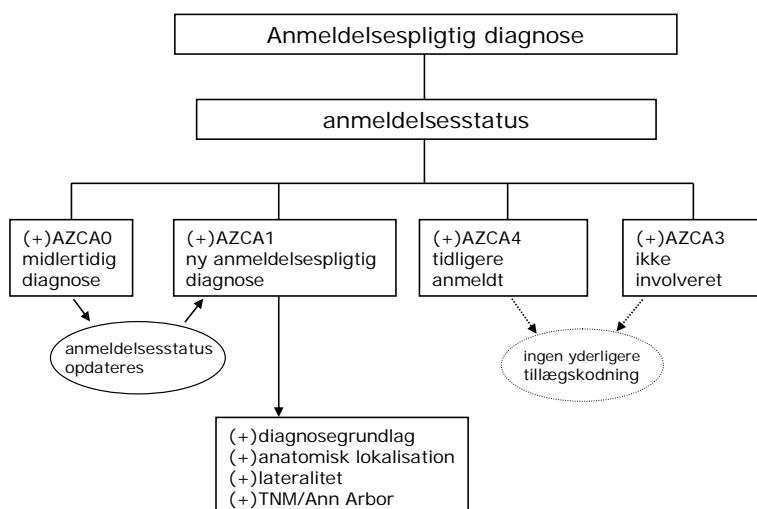 Anmeldelsespligtig diagnose
anmeldelsesstatus
(+)AZCA0
midlertidig
diagnose
(+)AZCA1
ny anmeldelsespligtig
diagnose
(+)AZCA4
tidligere
anmeldt
(+)AZCA3
ikke
involveret
anmeldelsesstatus
opdateres
ingen yderligere
tillægskodning
(+)diagnosegrundlag
(+)anatomisk lokalisation
(+)lateralitet
(+)TNM/Ann Arbor